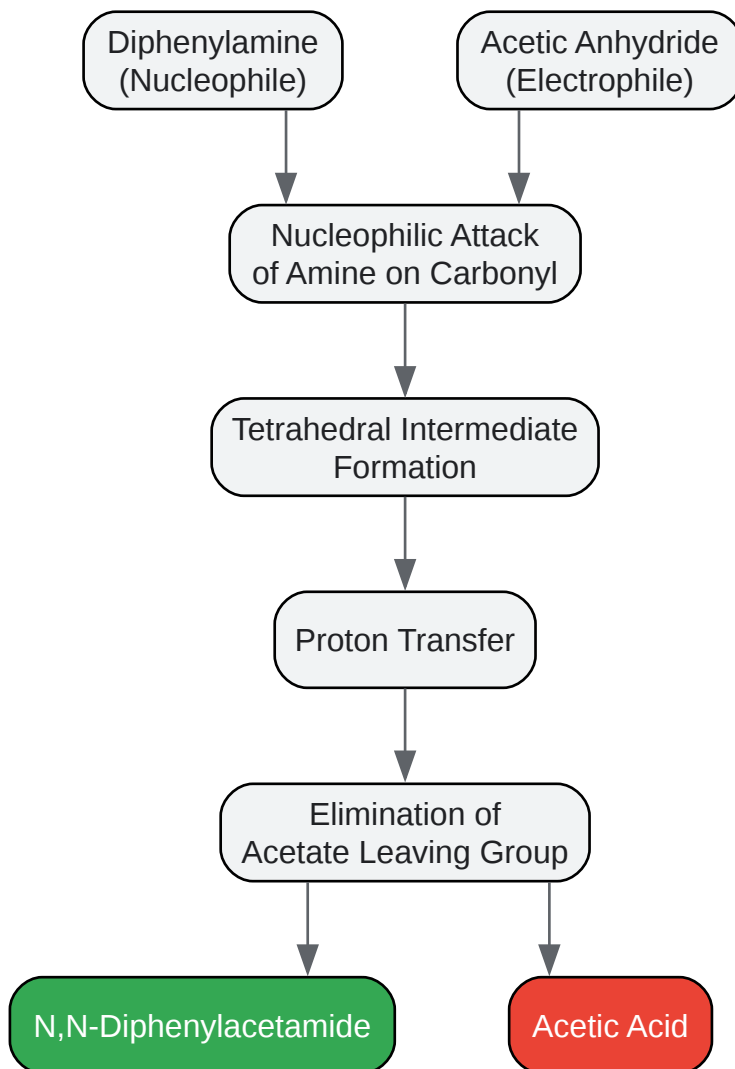 Diphenylamine
(Nucleophile)
Acetic Anhydride
(Electrophile)
Nucleophilic Attack
of Amine on Carbonyl
Tetrahedral Intermediate
Formation
Proton Transfer
Elimination of
Acetate Leaving Group
N,N-Diphenylacetamide
Acetic Acid